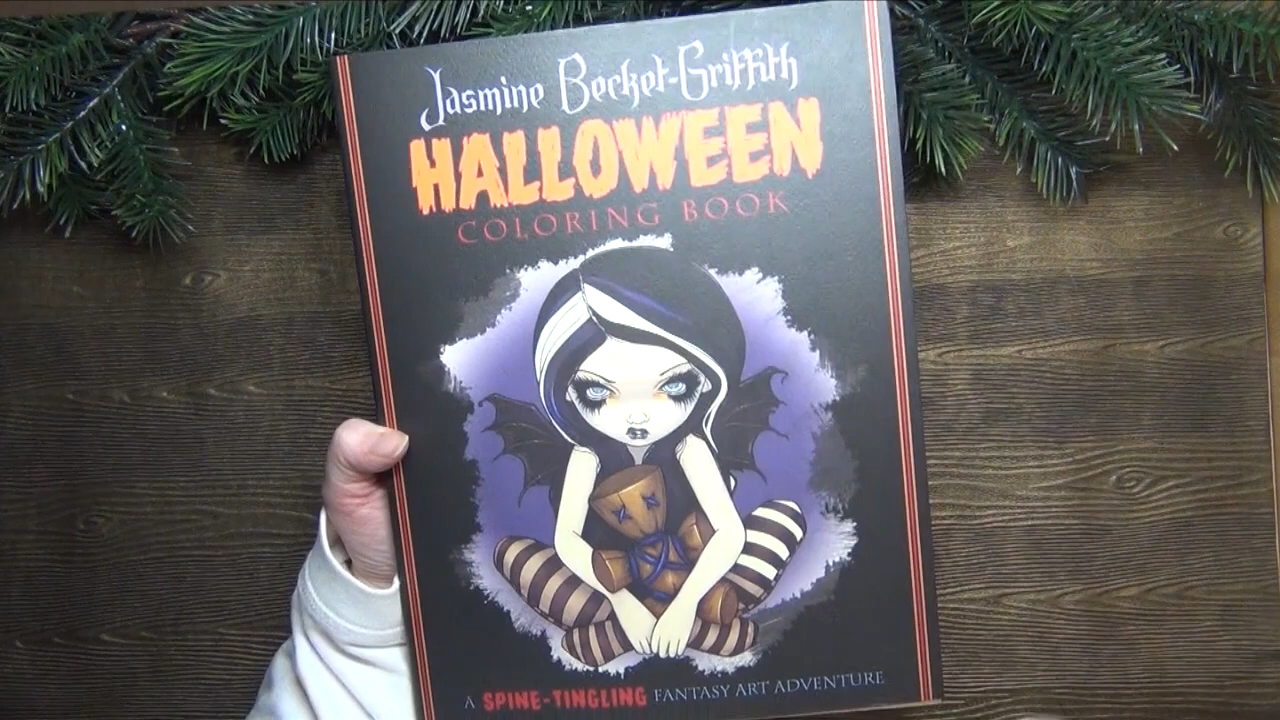 Jasmine Becket-Griffith
HALLOWEEN
COLORING BOOK
A SPINE-TINGLING FANTASY ART ADVENTURE